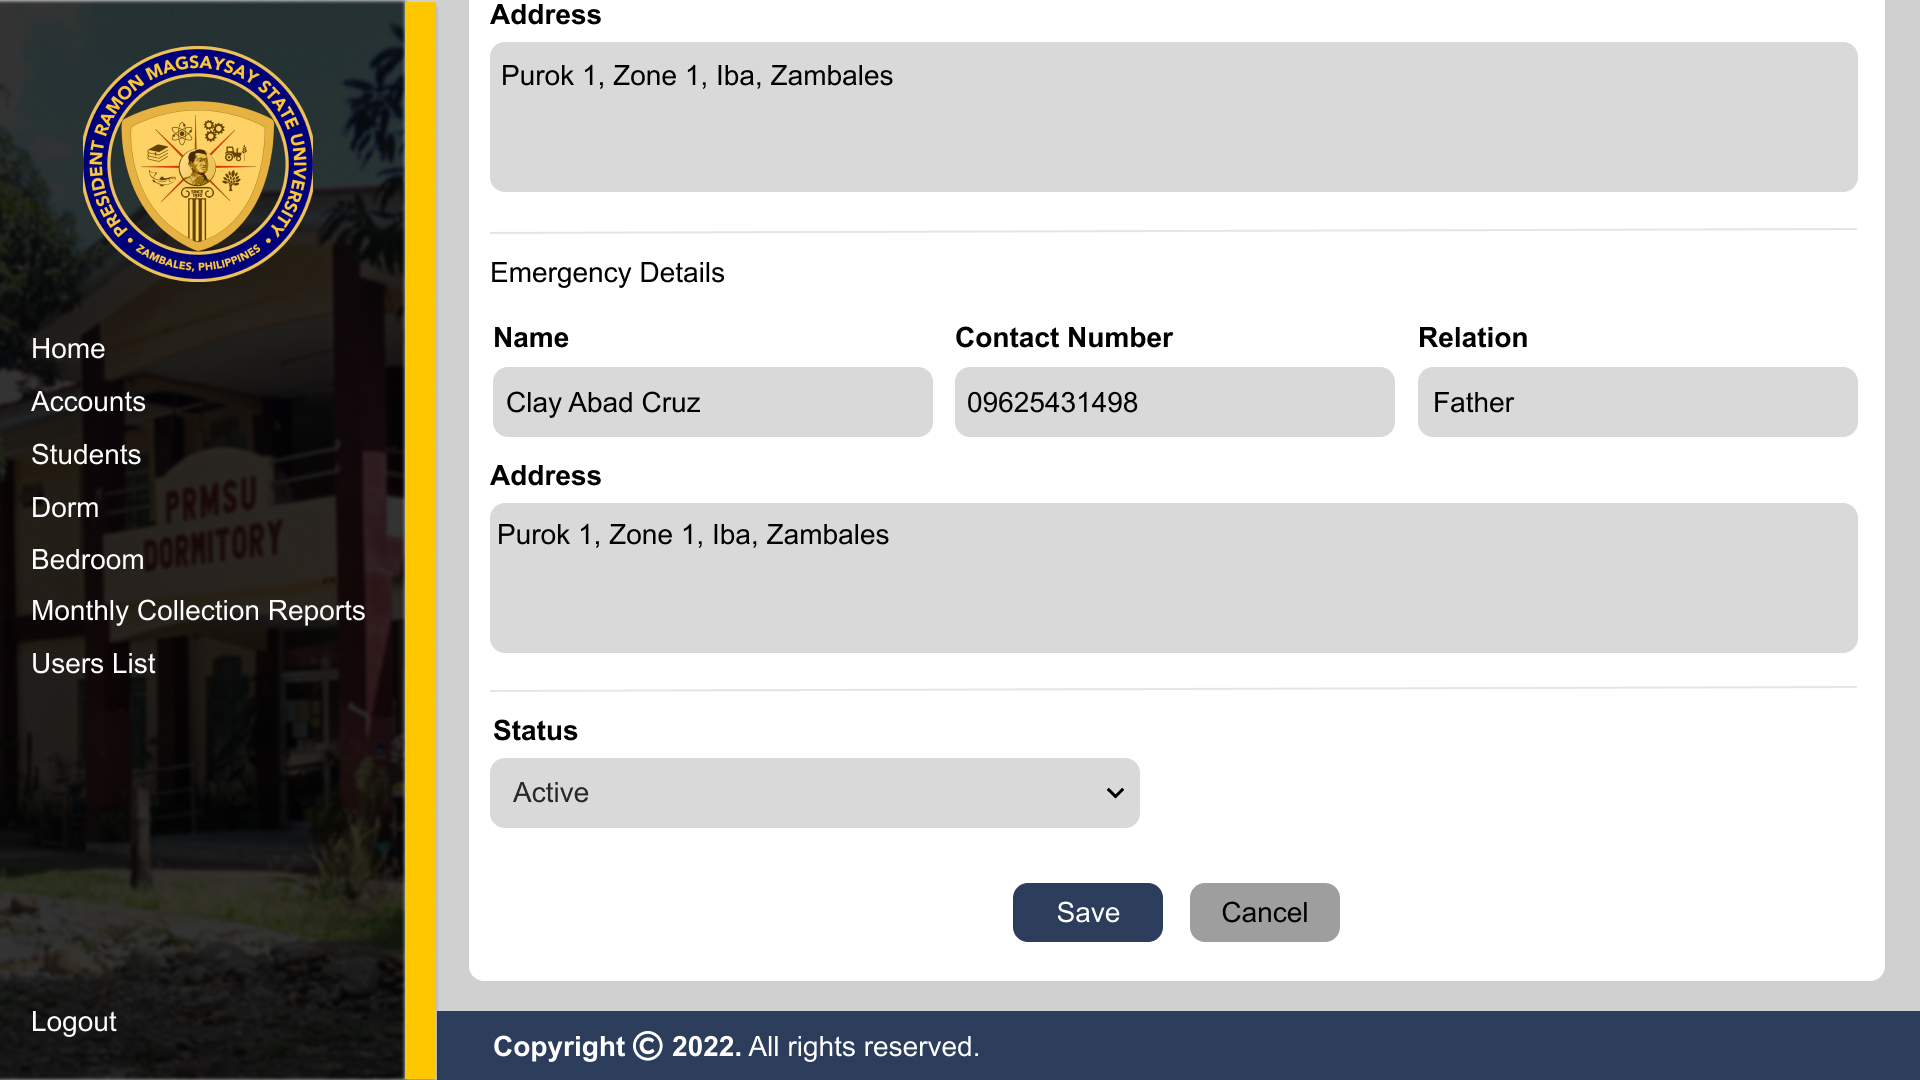 PRESIDENT RAMON MAGSAYSAY STATE UNIVERSITY
ZAMBALES, PHILIPPINES
Home
Accounts
Students
Dorm
Bedroom
Monthly Collection Reports
Users List
Logout
PRMSU
DORMITORY
Address
Purok 1, Zone 1, Iba, Zambales
Emergency Details
Name Contact Number Relation
Clay Abad Cruz 09625431498 Father
Address
Purok 1, Zone 1, Iba, Zambales
Status
Active
Save Cancel
Copyright © 2022. All rights reserved.